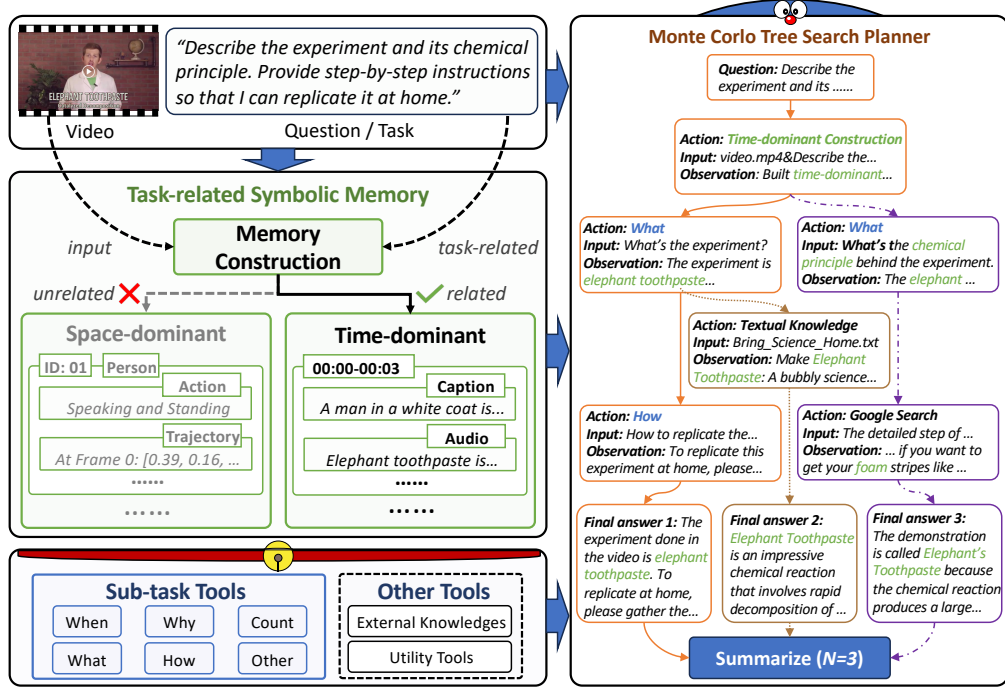 ELEPHANT TOOTHPASTE
Video
“Describe the experiment and its chemical
principle. Provide step-by-step instructions
so that I can replicate it at home.”
Question / Task
Task-related Symbolic Memory
input
Memory
Construction
task-related
unrelated
related
Space-dominant
ID: 01
Person
Action
Speaking and Standing
Trajectory
At Frame 0: [0.39, 0.16, …
……
……
Time-dominant
00:00-00:03
Caption
A man in a white coat is...
Audio
Elephant toothpaste is...
……
……
Sub-task Tools
When
Why
Count
What
How
Other
Other Tools
External Knowledges
Utility Tools
Monte Corlo Tree Search Planner
Question: Describe the
experiment and its ……
Action: Time-dominant Construction
Input: video.mp4&Describe the…
Observation: Built time-dominant…
Action: What
Input: What’s the experiment?
Observation: The experiment is
elephant toothpaste…
Action: What
Input: What’s the chemical
principle behind the experiment.
Observation: The elephant …
Action: Textual Knowledge
Input: Bring_Science_Home.txt
Observation: Make Elephant
Toothpaste: A bubbly science…
Action: How
Input: How to replicate the…
Observation: To replicate this
experiment at home, please…
Action: Google Search
Input: The detailed step of …
Observation: … if you want to
get your foam stripes like …
Final answer 1: The
experiment done in
the video is elephant
toothpaste. To
replicate at home,
please gather the…
Final answer 2:
Elephant Toothpaste
is an impressive
chemical reaction
that involves rapid
decomposition of …
Final answer 3:
The demonstration
is called Elephant’s
Toothpaste because
the chemical reaction
produces a large…
Summarize (N=3)